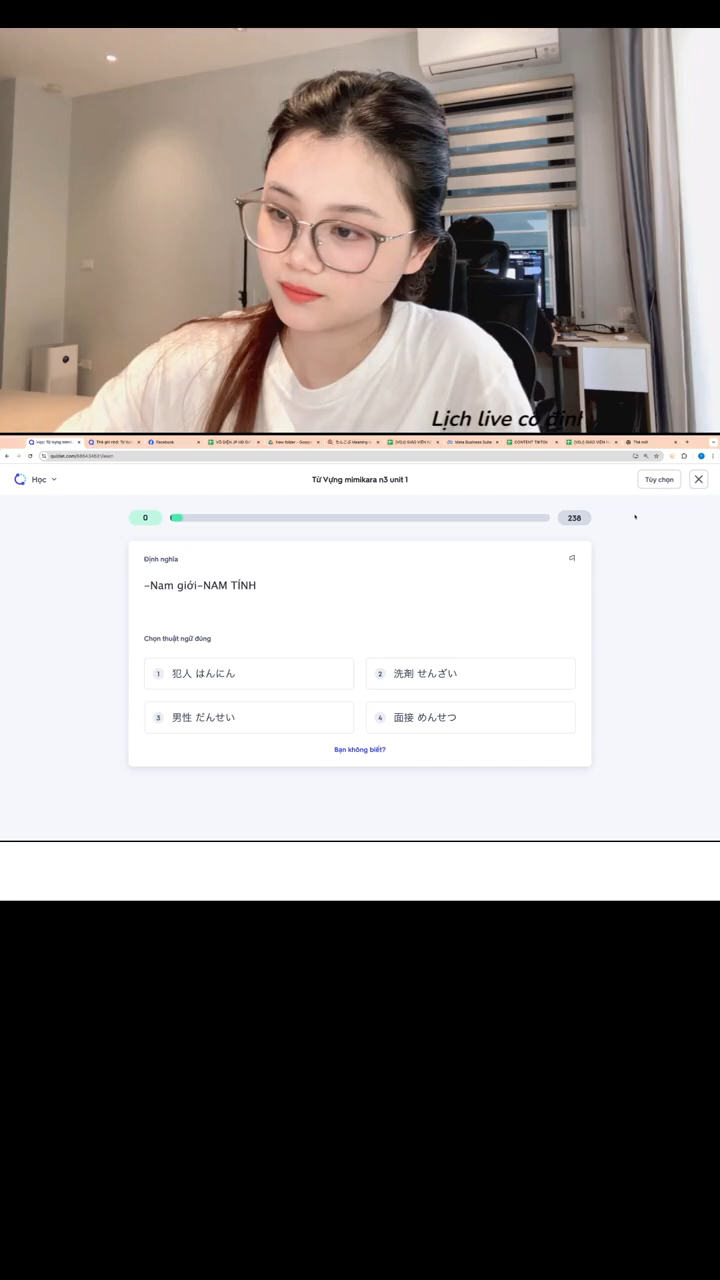 Lịch live cố định
Học
Từ Vựng mimikara n3 unit 1
Tùy chọn
0
238
Định nghĩa
–Nam giới–NAM TÍNH
Chọn thuật ngữ đúng
1 犯人 はんにん
2 洗剤 せんざい
3 男性 だんせい
4 面接 めんせつ
Bạn không biết?